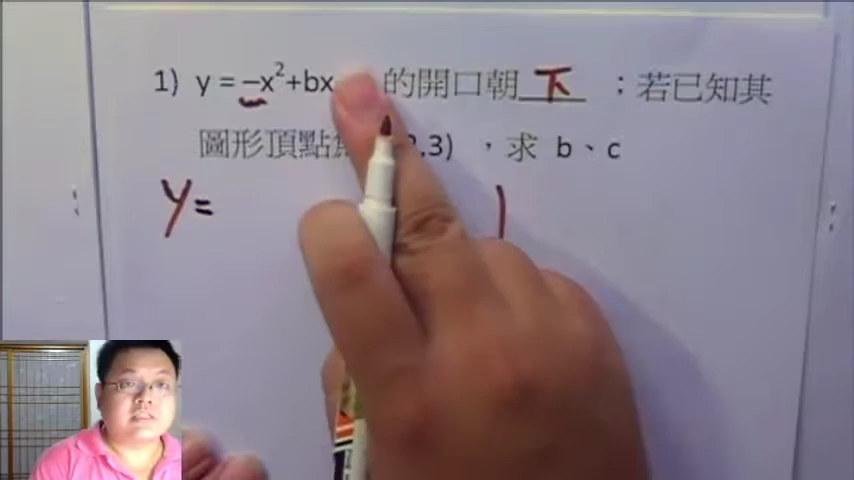 1) y = −x²+bx 的開口朝 下 ；若已知其
圖形頂點 ,3) ，求 b、c
y=